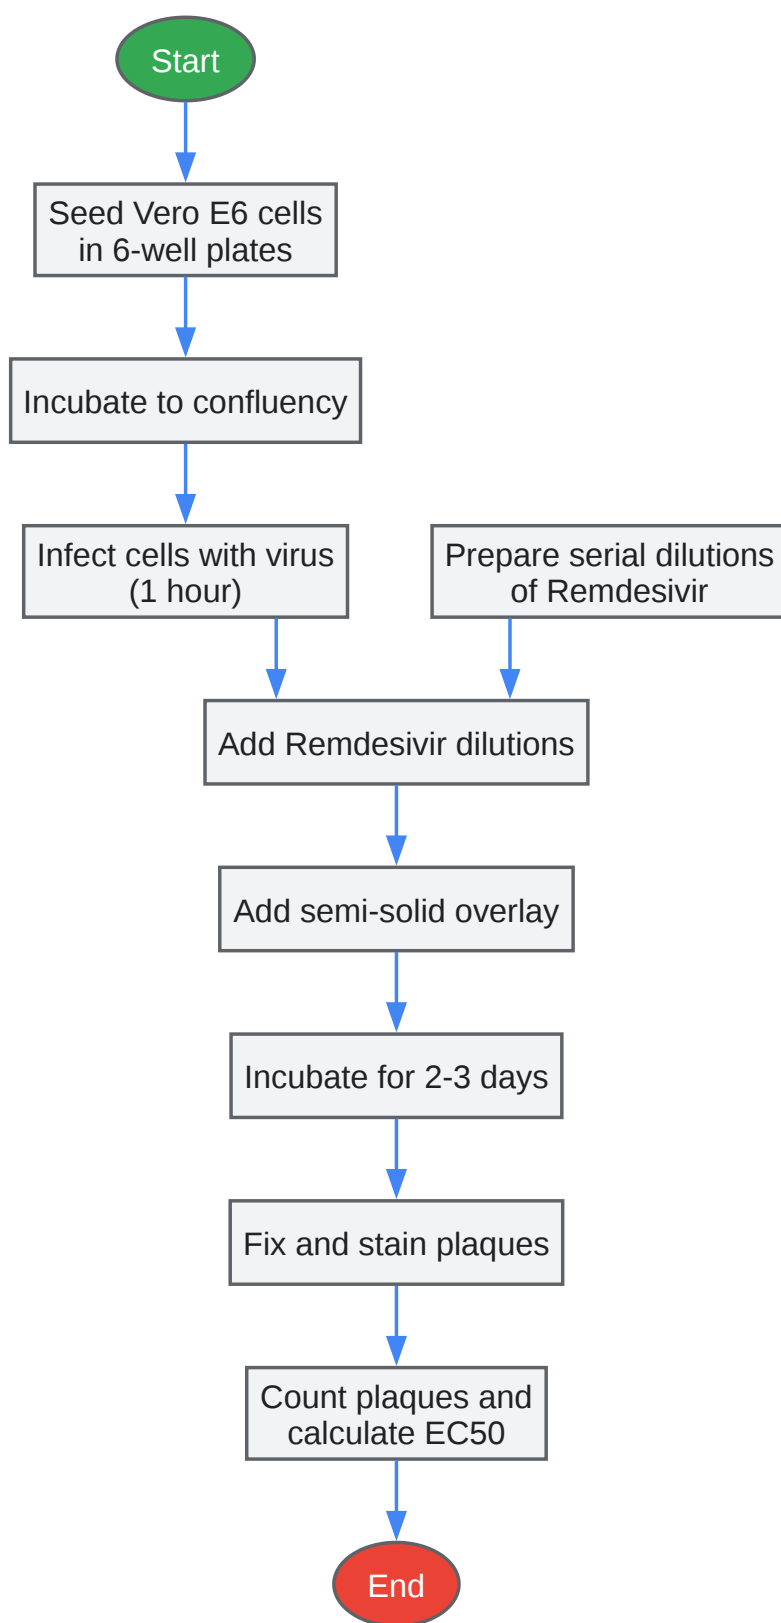 Start
Seed Vero E6 cells
in 6-well plates
Incubate to confluency
Infect cells with virus
(1 hour)
Prepare serial dilutions
of Remdesivir
Add Remdesivir dilutions
Add semi-solid overlay
Incubate for 2-3 days
Fix and stain plaques
Count plaques and
calculate EC50
End